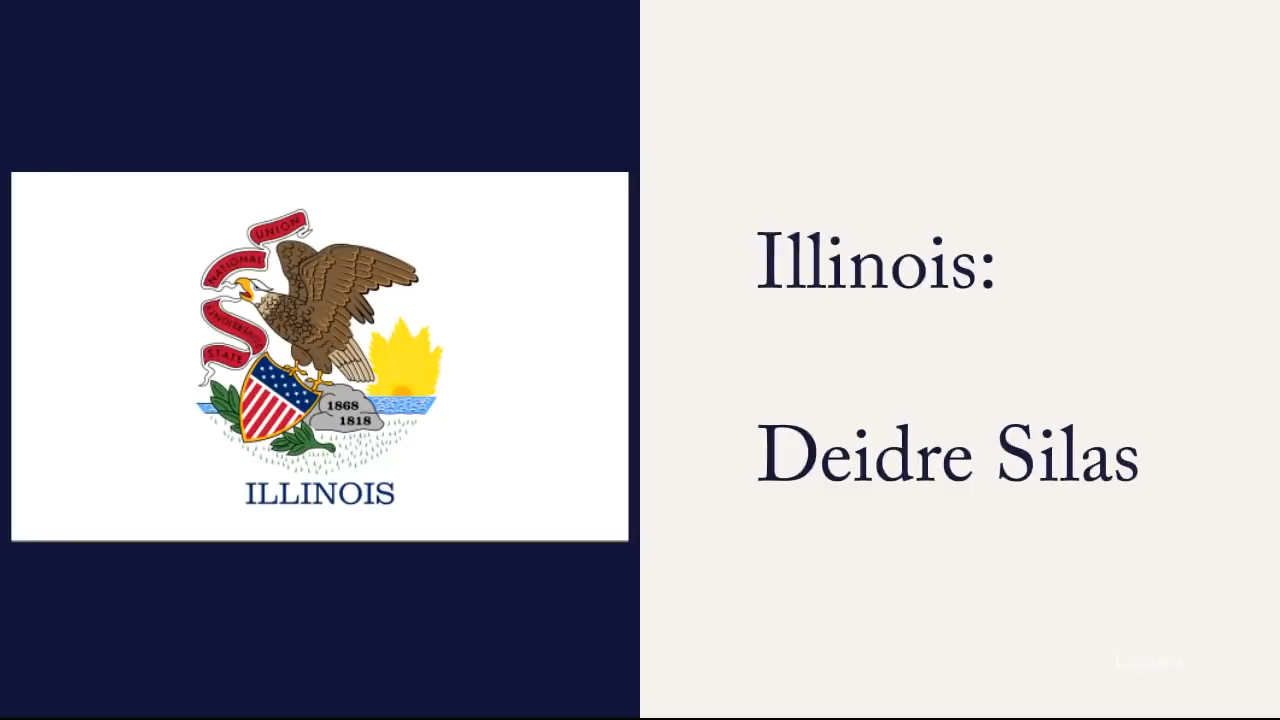 UNION
NATIONAL
STATE
1868
1818
ILLINOIS
Illinois:
Deidre Silas